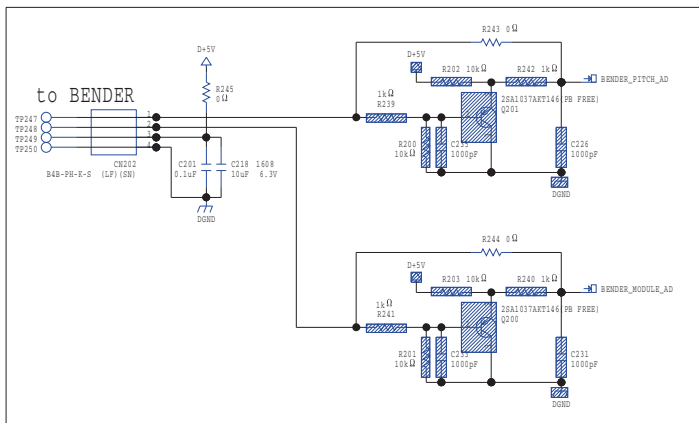 R243 0Ω
D+5V
D+5V
R202 10kΩ
R242 1kΩ
BENDER_PITCH_AD
R245
0Ω
to BENDER
1kΩ
R239
2SA1037AKT146(PB FREE)
Q201
TP247
TP248
TP249
TP250
1
2
3
4
R200
10kΩ
1000pF
C226
1000pF
C201
0.1uF
C218 1608
10uF 6.3V
CN202
B4B-PH-K-S (LF)(SN)
DGND
DGND
R244 0Ω
D+5V
R203 10kΩ
R240 1kΩ
BENDER_MODULE_AD
1kΩ
R241
2SA1037AKT146(PB FREE)
Q200
R201
10kΩ
1000pF
C231
1000pF
DGND